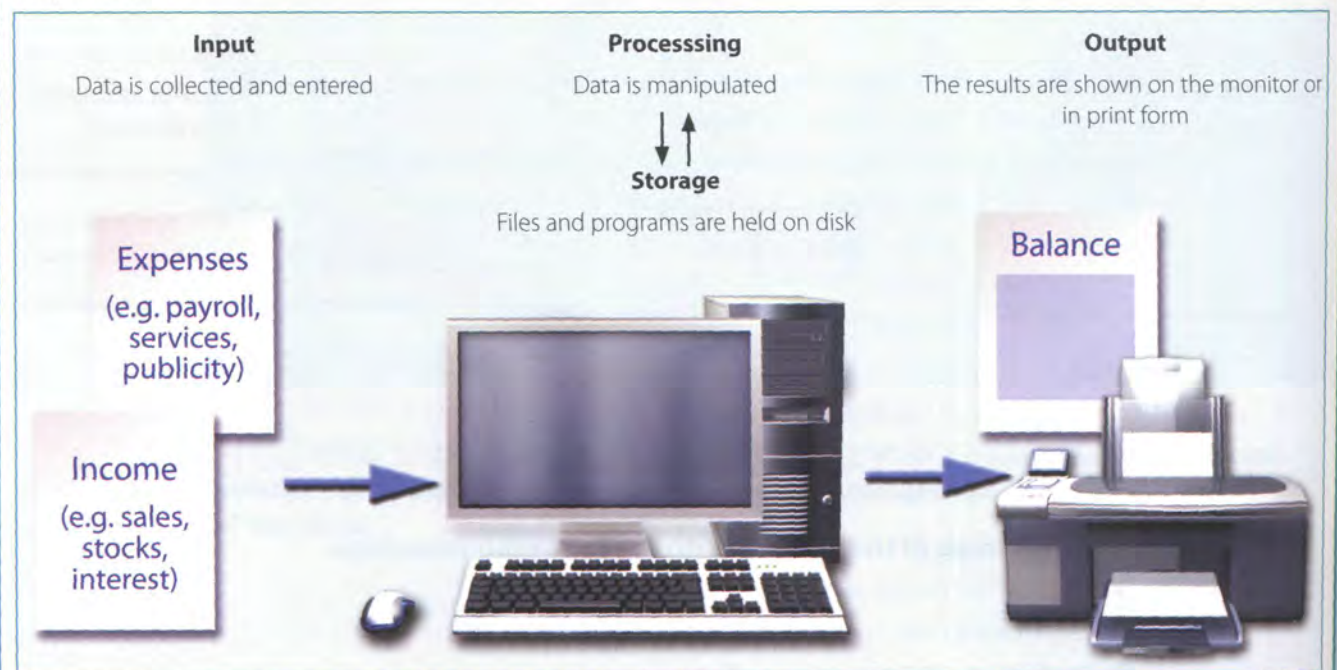 Input
Data is collected and entered
Processsing
Data is manipulated
Storage
Files and programs are held on disk
Output
The results are shown on the monitor or
in print form
Expenses
(e.g. payroll,
services,
publicity)
Income
(e.g. sales,
stocks,
interest)
Balance